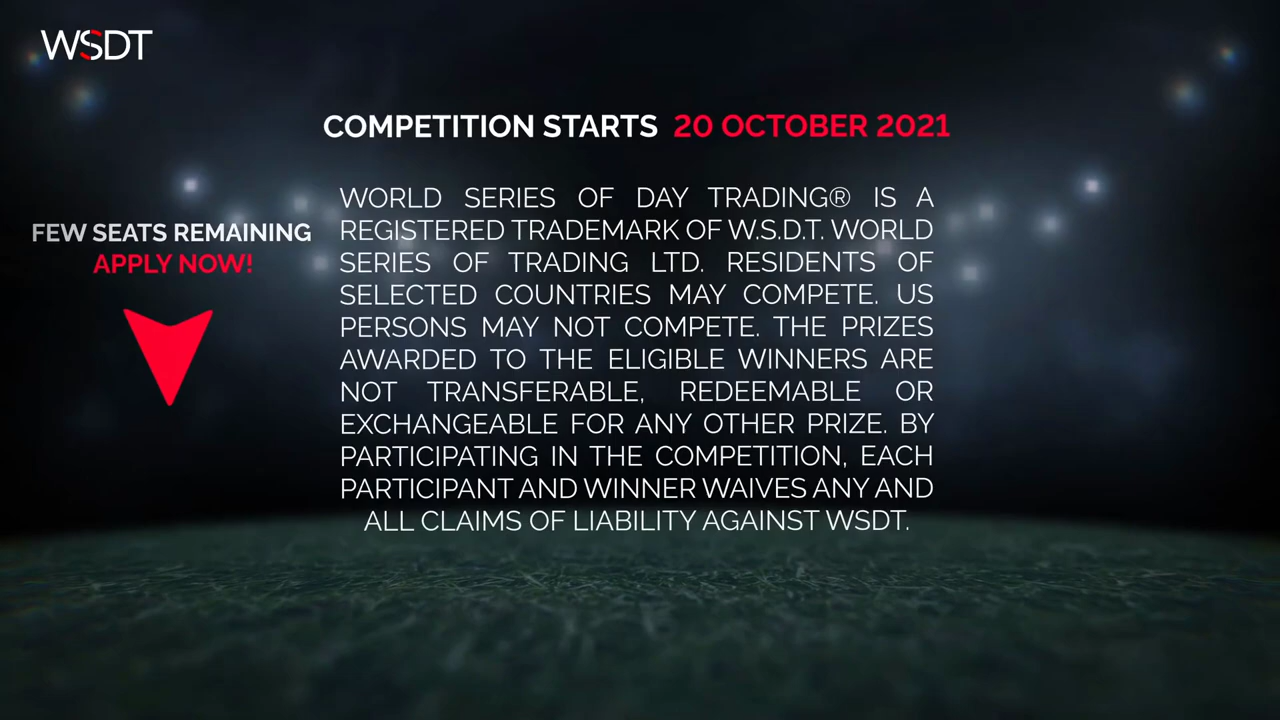 WSDT
COMPETITION STARTS 20 OCTOBER 2021
FEW SEATS REMAINING
APPLY NOW!
WORLD SERIES OF DAY TRADING® IS A
REGISTERED TRADEMARK OF W.S.D.T. WORLD
SERIES OF TRADING LTD. RESIDENTS OF
SELECTED COUNTRIES MAY COMPETE. US
PERSONS MAY NOT COMPETE. THE PRIZES
AWARDED TO THE ELIGIBLE WINNERS ARE
NOT TRANSFERABLE, REDEEMABLE OR
EXCHANGEABLE FOR ANY OTHER PRIZE. BY
PARTICIPATING IN THE COMPETITION, EACH
PARTICIPANT AND WINNER WAIVES ANY AND
ALL CLAIMS OF LIABILITY AGAINST WSDT.